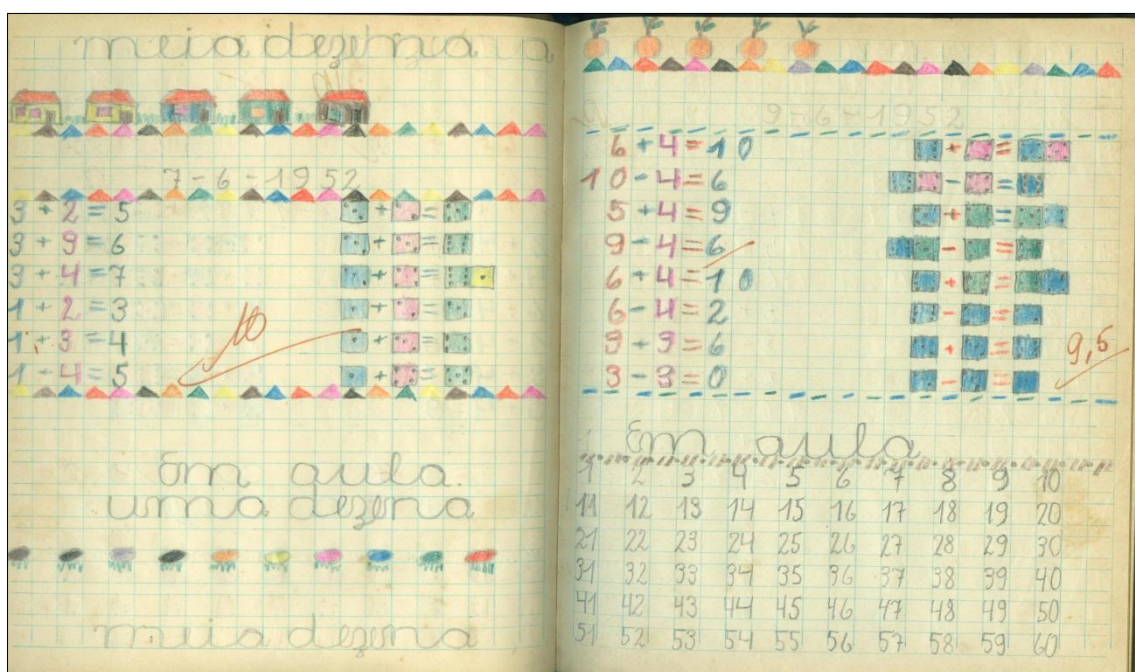 meia dezena
7-6-1952
3 + 2 = 5
3 + 3 = 6
3 + 4 = 7
1 + 2 = 3
1 + 3 = 4
1 + 4 = 5
10
Em aula.
uma dezena
meia dezena
9-6-1952
6 + 4 = 10
10 - 4 = 6
5 + 4 = 9
9 - 4 = 6
6 + 4 = 10
6 - 4 = 2
3 + 3 = 6
3 - 3 = 0
9,5
Em aula
1 2 3 4 5 6 7 8 9 10
11 12 13 14 15 16 17 18 19 20
21 22 23 24 25 26 27 28 29 30
31 32 33 34 35 36 37 38 39 40
41 42 43 44 45 46 47 48 49 50
51 52 53 54 55 56 57 58 59 60